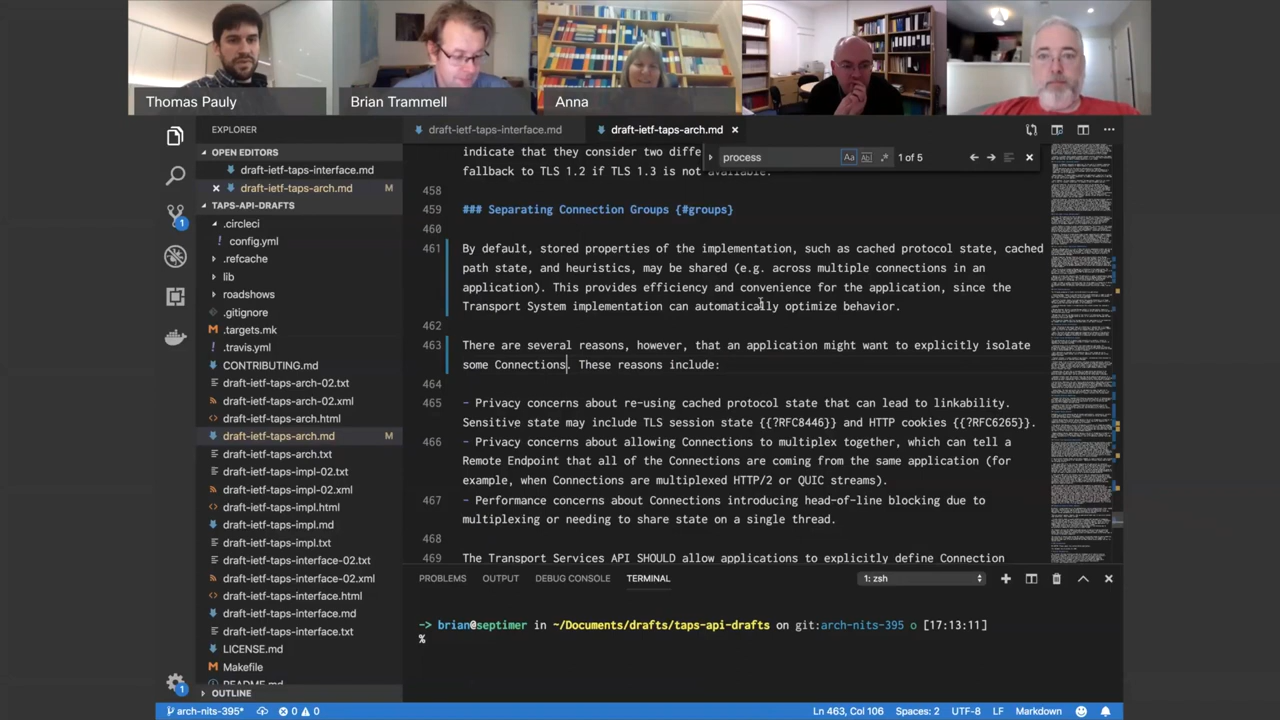 Thomas Pauly
Brian Trammell
Anna
EXPLORER
OPEN EDITORS
draft-ietf-taps-interface.md
draft-ietf-taps-arch.md M
TAPS-API-DRAFTS
.circleci
config.yml
.refcache
lib
roadshows
.gitignore
.targets.mk
.travis.yml
CONTRIBUTING.md
draft-ietf-taps-arch-02.txt
draft-ietf-taps-arch-02.xml
draft-ietf-taps-arch.html
draft-ietf-taps-arch.md M
draft-ietf-taps-arch.txt
draft-ietf-taps-impl-02.txt
draft-ietf-taps-impl-02.xml
draft-ietf-taps-impl.html
draft-ietf-taps-impl.md
draft-ietf-taps-impl.txt
draft-ietf-taps-interface-02
draft-ietf-taps-interface-02.xml
draft-ietf-taps-interface.html
draft-ietf-taps-interface.md
draft-ietf-taps-interface.txt
LICENSE.md
Makefile
README.md
OUTLINE
1
1
draft-ietf-taps-interface.md
draft-ietf-taps-arch.md
process Aa Abl .* 1 of 5
indicate that they consider two diffe
fallback to TLS 1.2 if TLS 1.3 is not available.
458
459 ### Separating Connection Groups {#groups}
460
461 By default, stored properties of the implementation, such as cached protocol state, cached
path state, and heuristics, may be shared (e.g. across multiple connections in an
application). This provides efficiency and convenience for the application, since the
Transport System implementation can automatically optimize behavior.
462
463 There are several reasons, however, that an application might want to explicitly isolate
some Connections. These reasons include:
464
465 - Privacy concerns about re-using cached protocol state that can lead to linkability.
Sensitive state may include TLS session state {{?RFC8446}} and HTTP cookies {{?RFC6265}}.
466 - Privacy concerns about allowing Connections to multiplex together, which can tell a
Remote Endpoint that all of the Connections are coming from the same application (for
example, when Connections are multiplexed HTTP/2 or QUIC streams).
467 - Performance concerns about Connections introducing head-of-line blocking due to
multiplexing or needing to share state on a single thread.
468
469 The Transport Services API SHOULD allow applications to explicitly define Connection
PROBLEMS OUTPUT DEBUG CONSOLE TERMINAL 1: zsh
-> brian@septimer in ~/Documents/drafts/taps-api-drafts on git:arch-nits-395 o [17:13:11]
%
arch-nits-395* 0 0 Ln 463, Col 106 Spaces: 2 UTF-8 LF Markdown